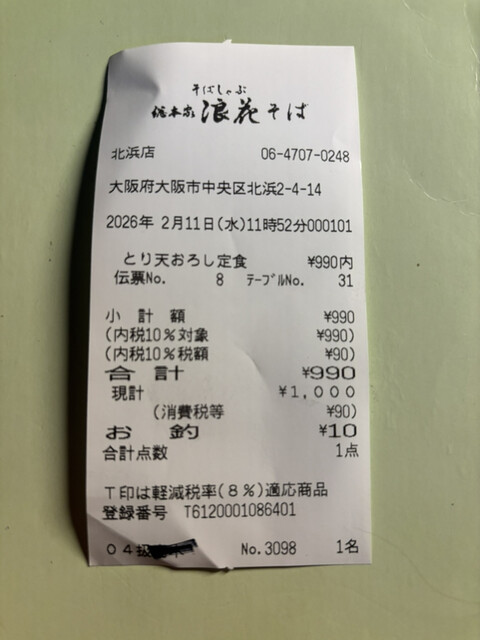 そばしゃぶ
総本家 浪花そば
北浜店 06-4707-0248
大阪府大阪市中央区北浜2-4-14
2026年 2月11日(水)11時52分000101
とり天おろし定食 ¥990内
伝票No. 8 ﾃｰﾌﾞﾙNo. 31
小 計 額 ¥990
(内税10%対象 ¥990)
(内税10%税額 ¥90)
合 計 ¥990
現計 ¥1,000
(消費税等 ¥90)
お 釣 ¥10
合計点数 1点
T印は軽減税率(8%)適応商品
登録番号 T6120001086401
04扱 No.3098 1名